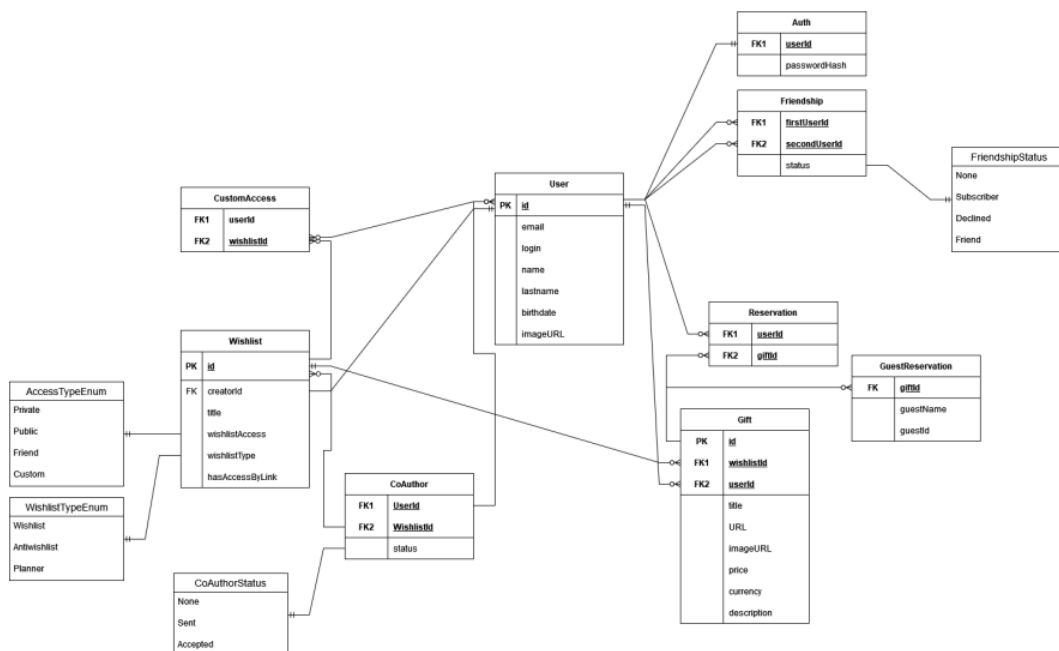 Auth
FK1 userId
passwordHash
Friendship
FK1 firstUserId
FK2 secondUserId
status
FriendshipStatus
None
Subscriber
Declined
Friend
User
PK id
email
login
name
lastname
birthdate
imageURL
CustomAccess
FK1 userId
FK2 wishlistId
Wishlist
PK id
FK creatorId
title
wishlistAccess
wishlistType
hasAccessByLink
AccessTypeEnum
Private
Public
Friend
Custom
WishlistTypeEnum
Wishlist
Antiwishlist
Planner
CoAuthor
FK1 UserId
FK2 WishlistId
status
CoAuthorStatus
None
Sent
Accepted
Reservation
FK1 userId
FK2 giftId
GuestReservation
FK giftId
guestName
guestId
Gift
PK id
FK1 wishlistId
FK2 userId
title
URL
imageURL
price
currency
description